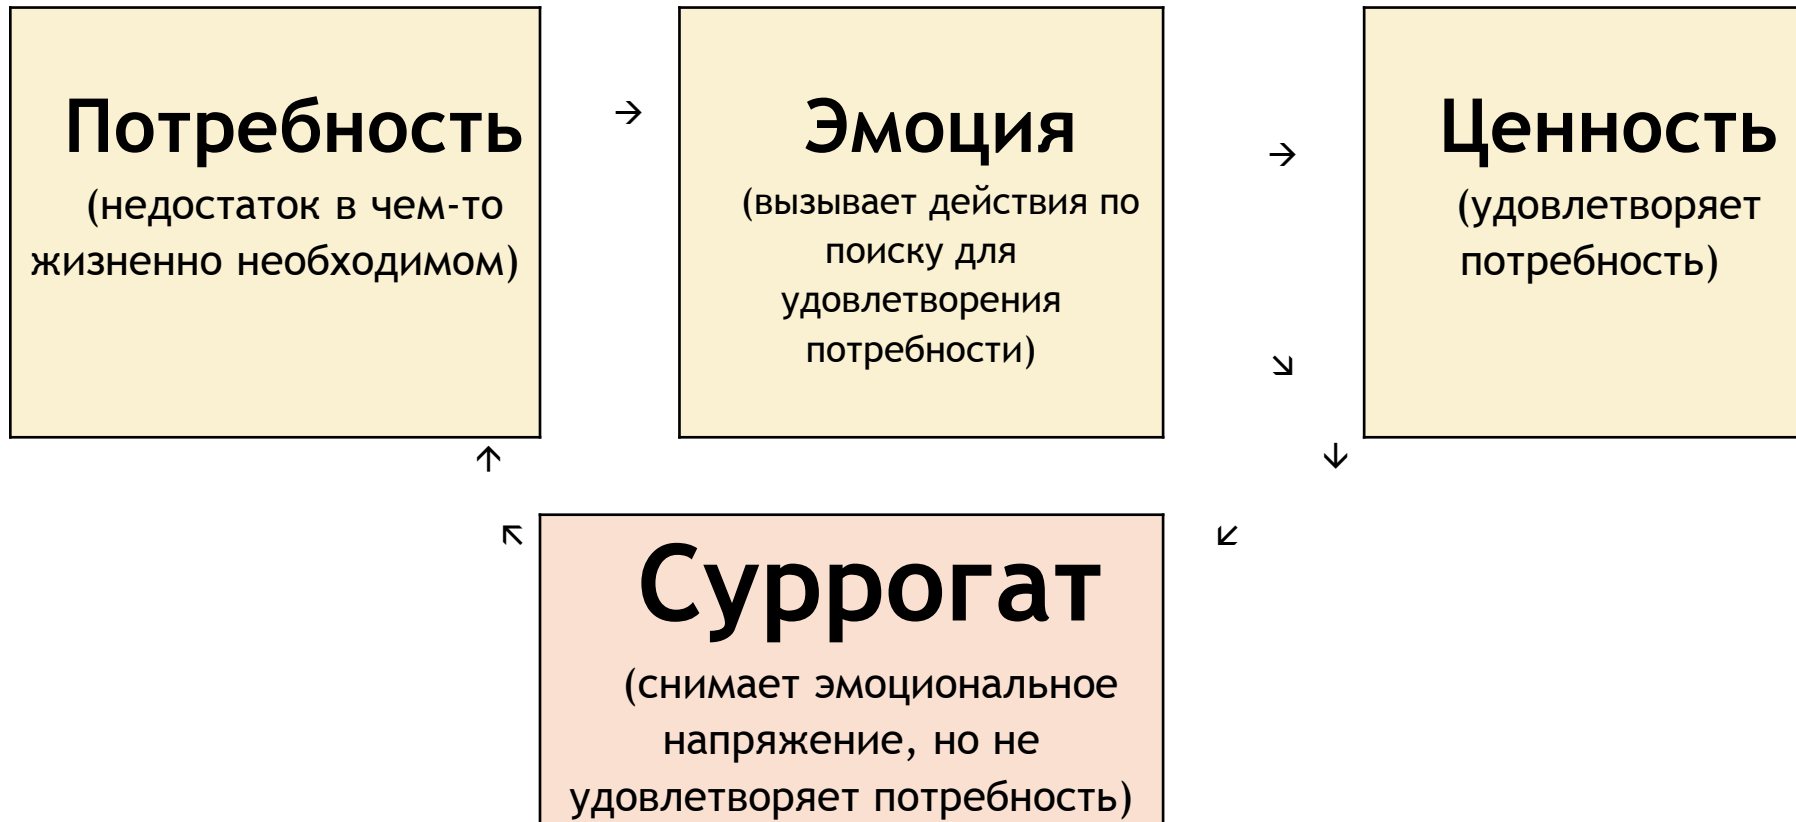 Потребность
(недостаток в чем-то
жизненно необходимом)
→
Эмоция
(вызывает действия по
поиску для
удовлетворения
потребности)
→
↘
Ценность
(удовлетворяет
потребность)
↑
↓
↖
↙
Суррогат
(снимает эмоциональное
напряжение, но не
удовлетворяет потребность)